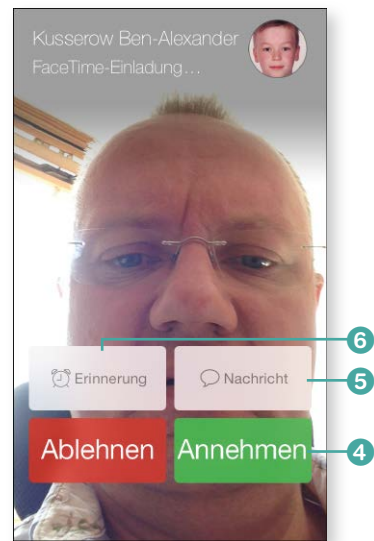 Kusserow Ben-Alexander
FaceTime-Einladung...
Erinnerung
Nachricht
Ablehnen
Annehmen
6
5
4